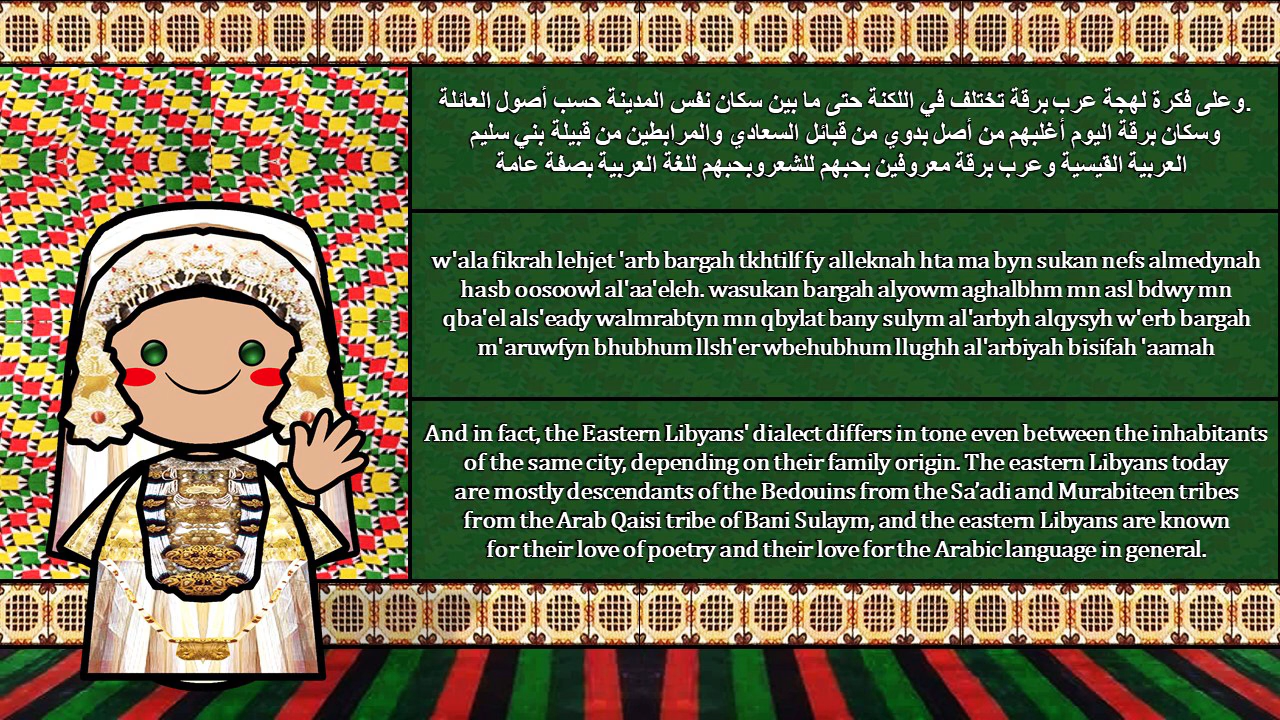 وعلى فكرة لهجة عرب برقة تختلف في اللكنة حتى ما بين سكان نفس المدينة حسب أصول العائلة.
وسكان برقة اليوم أغلبهم من أصل بدوي من قبائل السعادي والمرابطين من قبيلة بني سليم
العربية القيسية وعرب برقة معروفين بحبهم للشعروبحبهم للغة العربية بصفة عامة
w'ala fikrah lehjet 'arb bargah tkhtilf fy alleknah hta ma byn sukan nefs almedynah
hasb oosoowl al'aa'eleh. wasukan bargah alyowm aghalbhm mn asl bdwy mn
qba'el als'eady walmrabtyn mn qbylat bany sulym al'arbyh alqysyh w'erb bargah
m'aruwfyn bhubhum llsh'er wbehubhum llughh al'arbiyah bisifah 'aamah
And in fact, the Eastern Libyans' dialect differs in tone even between the inhabitants
of the same city, depending on their family origin. The eastern Libyans today
are mostly descendants of the Bedouins from the Sa’adi and Murabiteen tribes
from the Arab Qaisi tribe of Bani Sulaym, and the eastern Libyans are known
for their love of poetry and their love for the Arabic language in general.